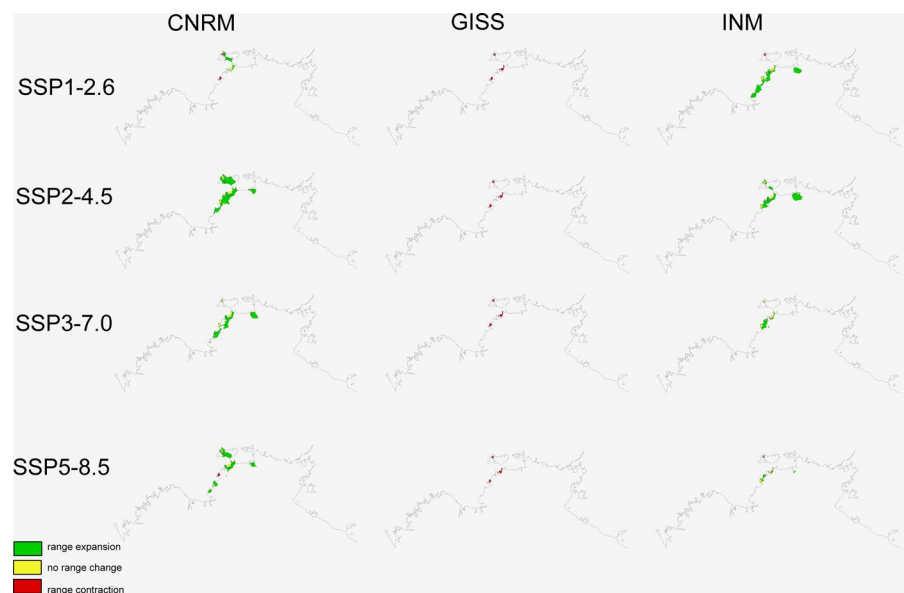 CNRM GISS INM
SSP1-2.6
SSP2-4.5
SSP3-7.0
SSP5-8.5
range expansion
no range change
range contraction